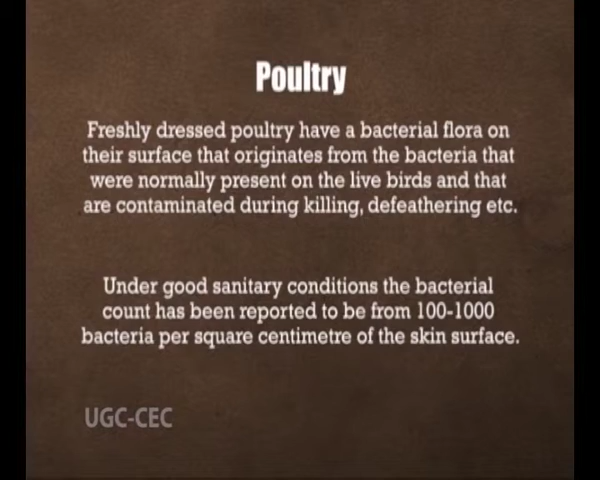 Poultry
Freshly dressed poultry have a bacterial flora on
their surface that originates from the bacteria that
were normally present on the live birds and that
are contaminated during killing, defeathering etc.
Under good sanitary conditions the bacterial
count has been reported to be from 100-1000
bacteria per square centimetre of the skin surface.
UGC-CEC